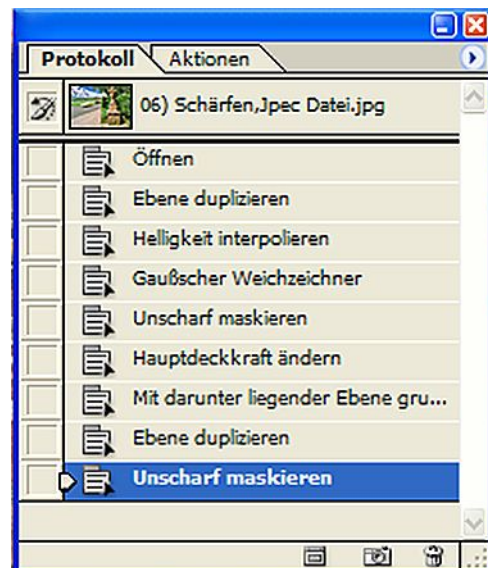 Protokoll Aktionen
06) Schärfen,Jpec Datei.jpg
Öffnen
Ebene duplizieren
Helligkeit interpolieren
Gaußscher Weichzeichner
Unscharf maskieren
Hauptdeckkraft ändern
Mit darunter liegender Ebene gru...
Ebene duplizieren
Unscharf maskieren